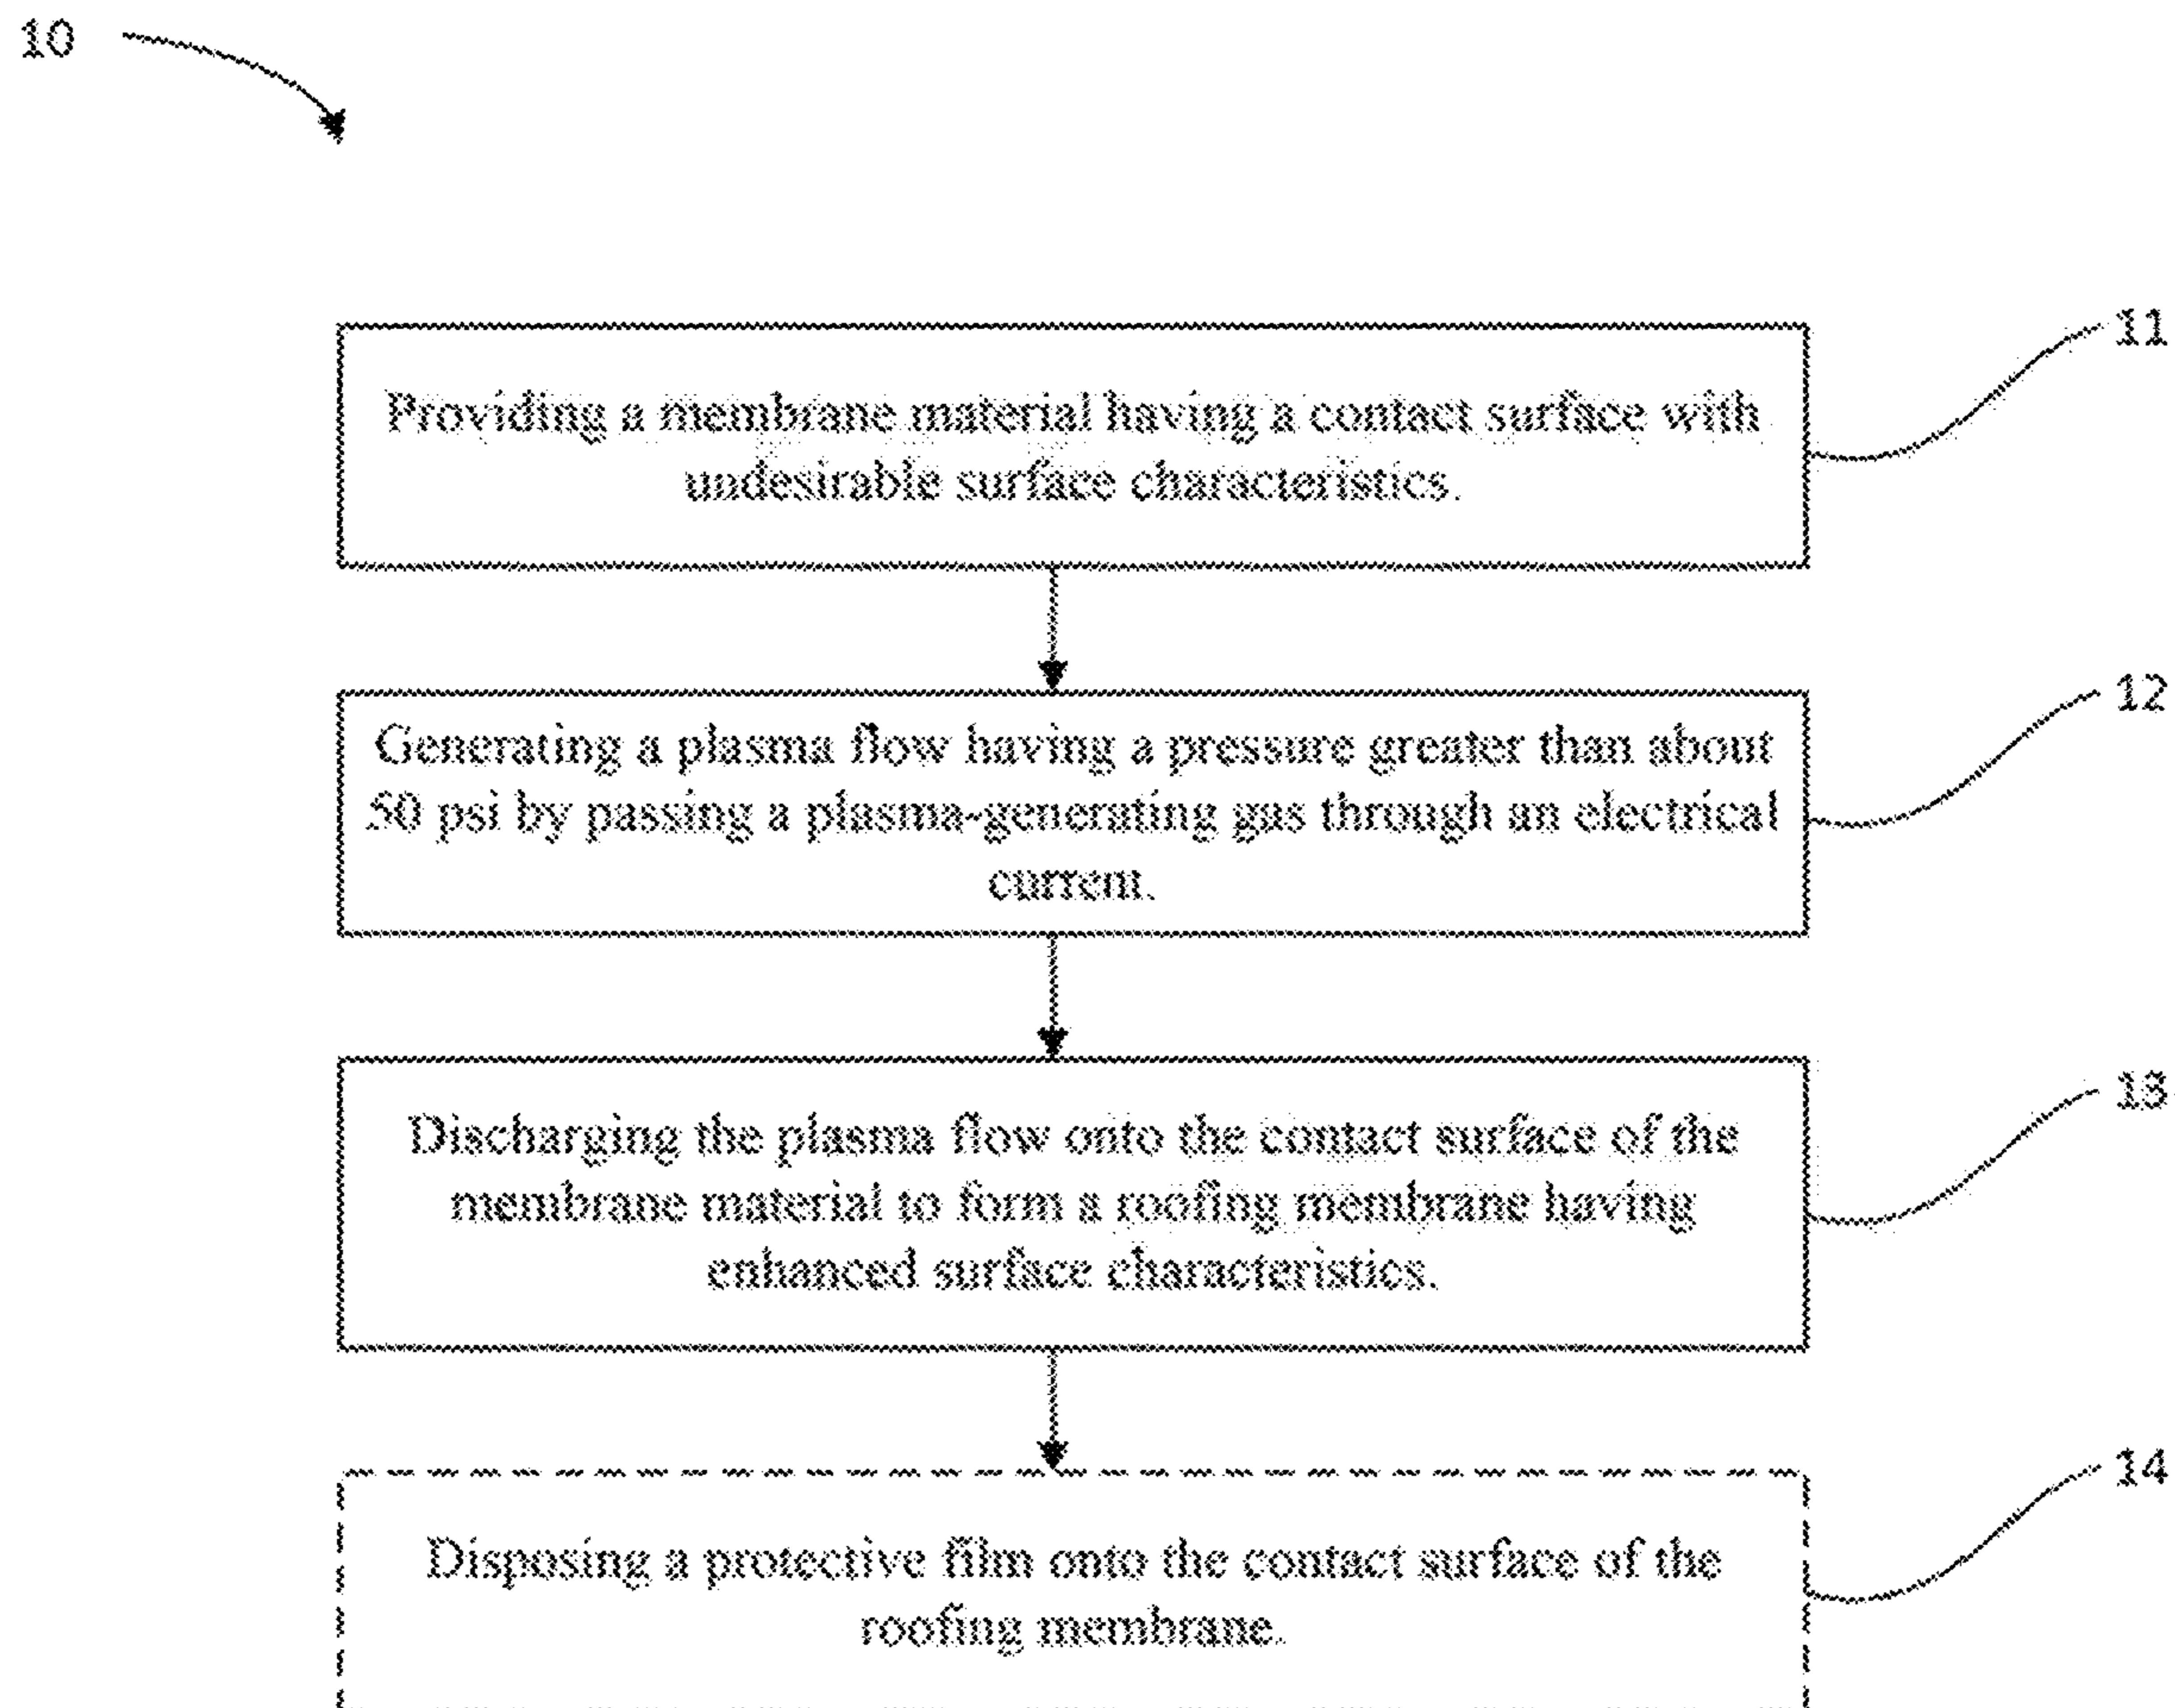 10
11
Providing a membrane material having a contact surface with
undesirable surface characteristics.
12
Generating a plasma flow having a pressure greater than about
50 psi by passing a plasma-generating gas through an electrical
current.
13
Discharging the plasma flow onto the contact surface of the
membrane material to form a roofing membrane having
enhanced surface characteristics.
14
Disposing a protective film onto the contact surface of the
roofing membrane.